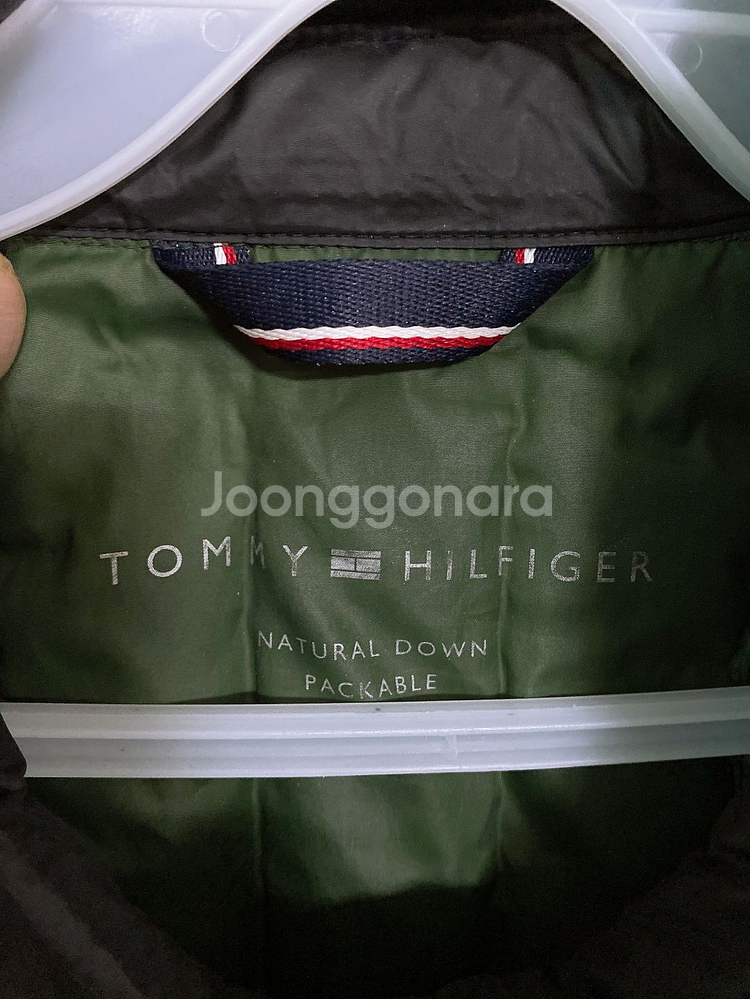 Joonggonara
TOMMY HILFIGER
NATURAL DOWN
PACKABLE